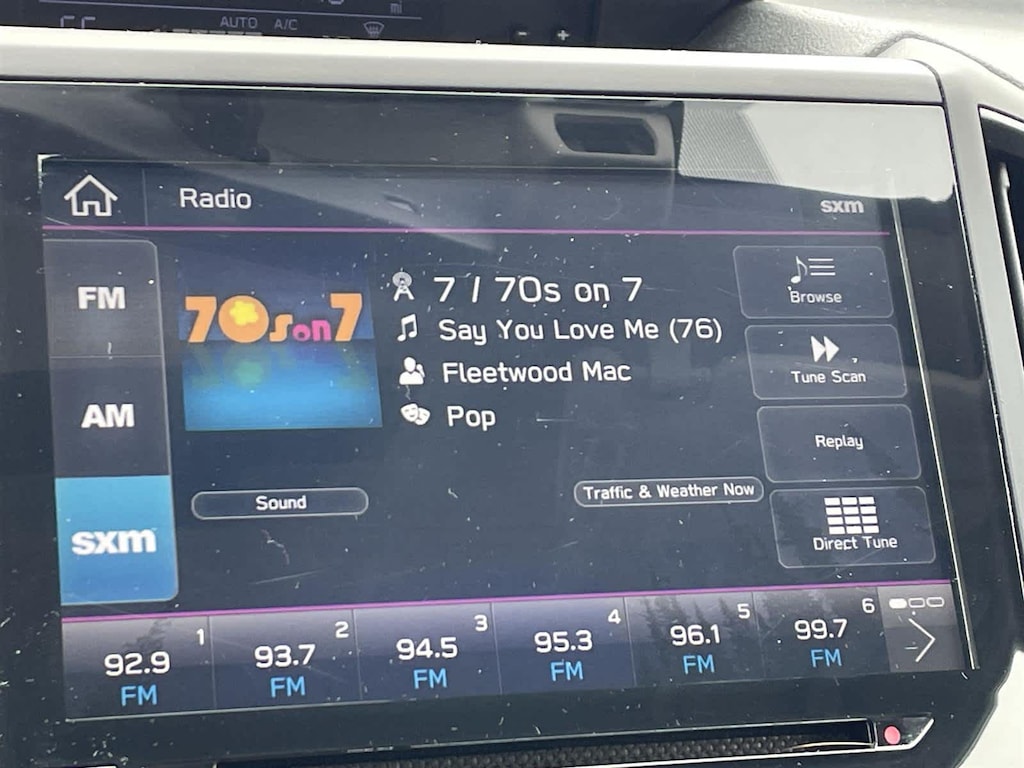 mi
AUTO A/C
- +
Radio
sxm
FM
AM
sxm
70s on 7
7 / 70s on 7
Say You Love Me (76)
Fleetwood Mac
Pop
Browse
Tune Scan
Replay
Direct Tune
Sound
Traffic & Weather Now
1
92.9
FM
2
93.7
FM
3
94.5
FM
4
95.3
FM
5
96.1
FM
6
99.7
FM